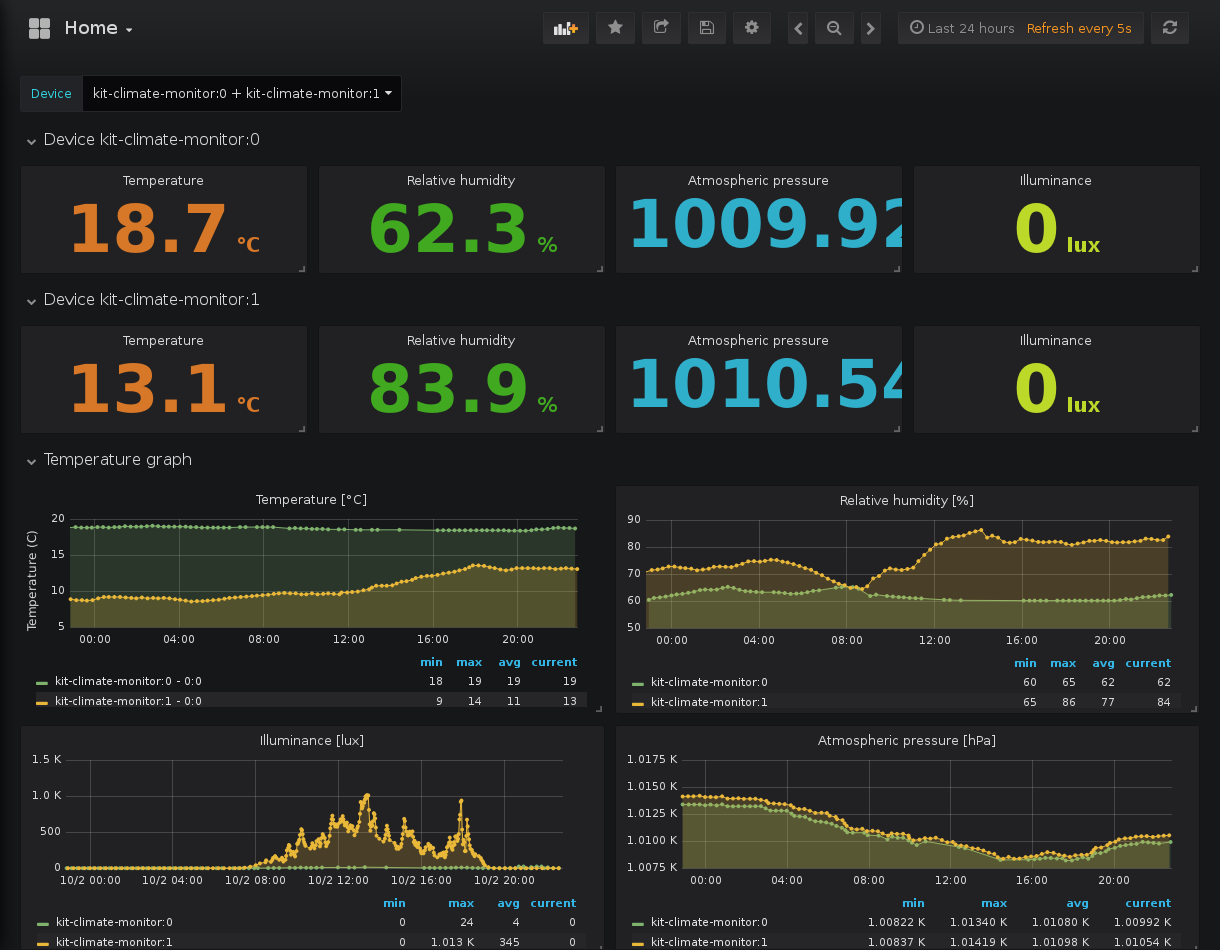 Home
Last 24 hours Refresh every 5s
Device kit-climate-monitor:0 + kit-climate-monitor:1
Device kit-climate-monitor:0
Temperature Relative humidity Atmospheric pressure Illuminance
18.7 °C 62.3 % 1009.92 0 lux
Device kit-climate-monitor:1
Temperature Relative humidity Atmospheric pressure Illuminance
13.1 °C 83.9 % 1010.54 0 lux
Temperature graph
Temperature [°C]
Temperature (C)
20
15
10
5
00:00 04:00 08:00 12:00 16:00 20:00
min max avg current
kit-climate-monitor:0 - 0:0 18 19 19 19
kit-climate-monitor:1 - 0:0 9 14 11 13
Relative humidity [%]
90
80
70
60
50
00:00 04:00 08:00 12:00 16:00 20:00
min max avg current
kit-climate-monitor:0 60 65 62 62
kit-climate-monitor:1 65 86 77 84
Illuminance [lux]
1.5 K
1.0 K
500
0
10/2 00:00 10/2 04:00 10/2 08:00 10/2 12:00 10/2 16:00 10/2 20:00
min max avg current
kit-climate-monitor:0 0 24 4 0
kit-climate-monitor:1 0 1.013 K 345 0
Atmospheric pressure [hPa]
1.0175 K
1.0150 K
1.0125 K
1.0100 K
1.0075 K
00:00 04:00 08:00 12:00 16:00 20:00
min max avg current
kit-climate-monitor:0 1.00822 K 1.01340 K 1.01080 K 1.00992 K
kit-climate-monitor:1 1.00837 K 1.01419 K 1.01098 K 1.01054 K